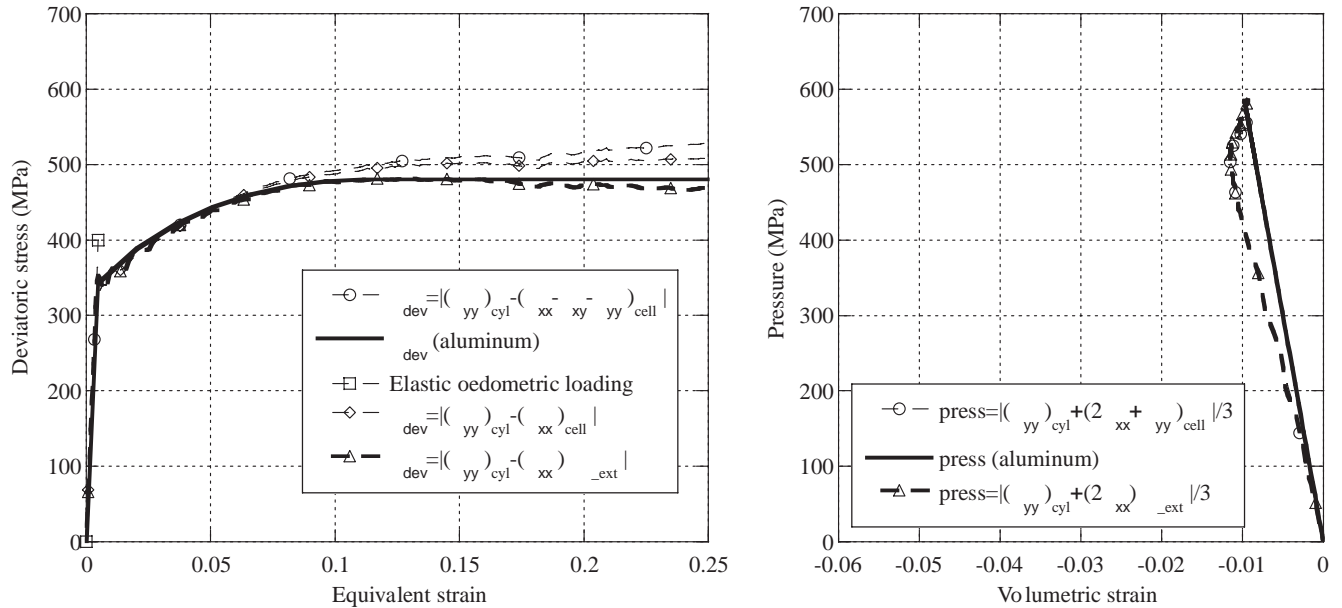 700
600
500
400
300
200
100
0
Deviatoric stress (MPa)
0 0.05 0.1 0.15 0.2 0.25
Equivalent strain
dev=|( yy )cyl-( xx- xy- yy )cell |
dev (aluminum)
Elastic oedometric loading
dev=|( yy )cyl-( xx )cell |
dev=|( yy )cyl-( xx ) _ext |
700
600
500
400
300
200
100
0
Pressure (MPa)
-0.06 -0.05 -0.04 -0.03 -0.02 -0.01 0
Volumetric strain
press=|( yy )cyl+(2 xx+ yy )cell |/3
press (aluminum)
press=|( yy )cyl+(2 xx ) _ext |/3